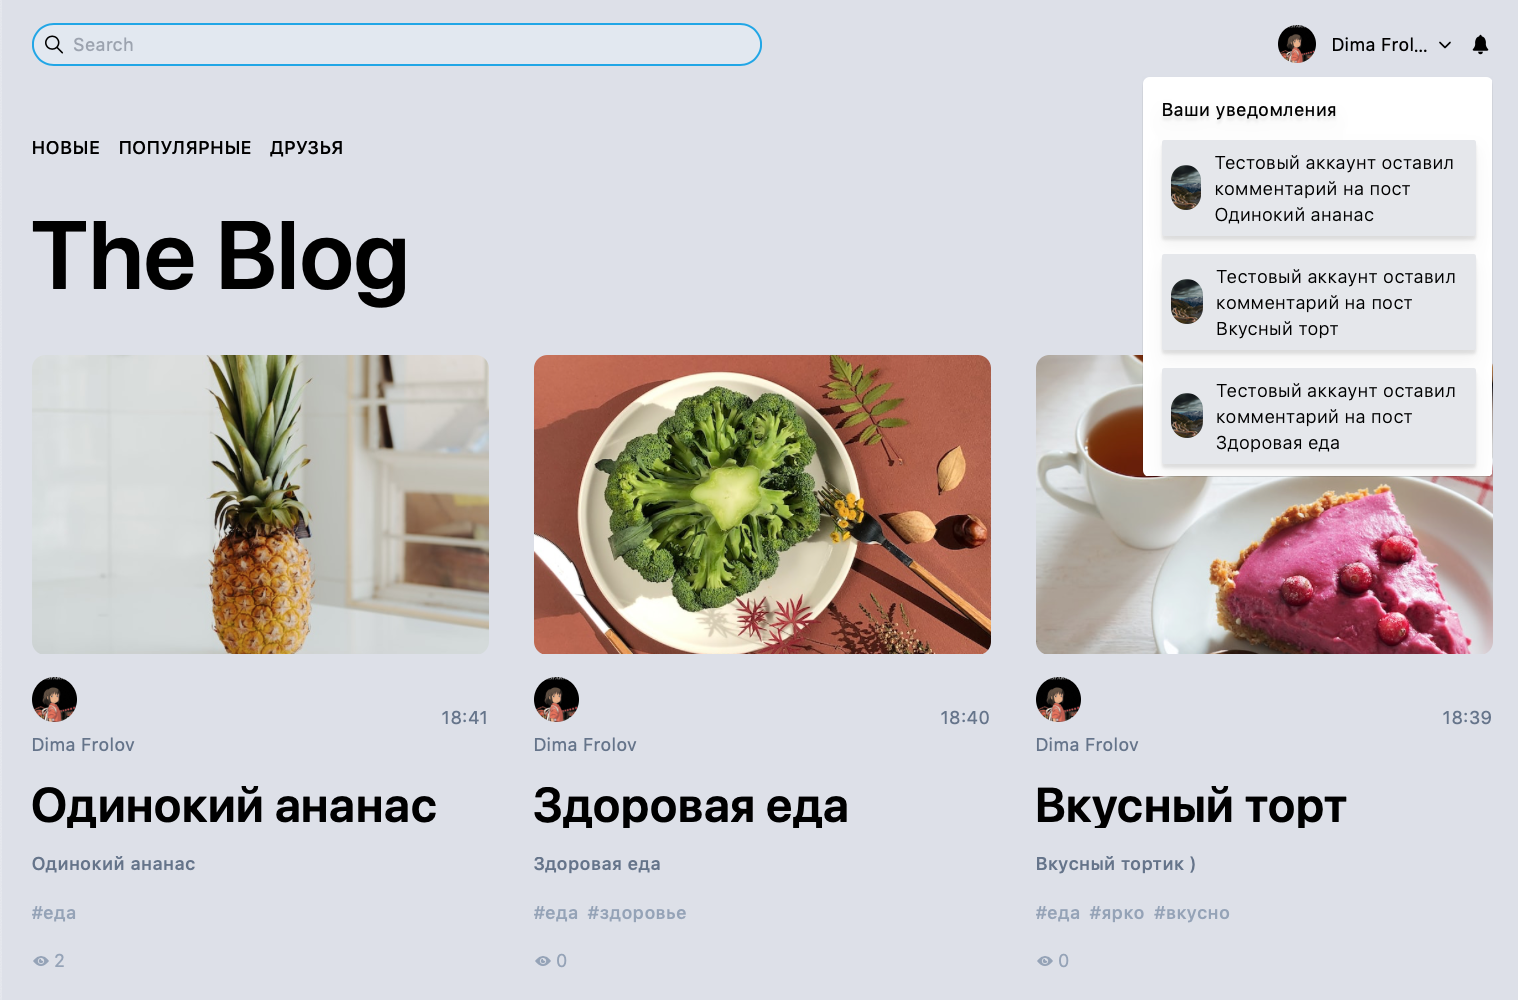 Search
Dima Frol...
Ваши уведомления
Тестовый аккаунт оставил
комментарий на пост
Одинокий ананас
Тестовый аккаунт оставил
комментарий на пост
Вкусный торт
Тестовый аккаунт оставил
комментарий на пост
Здоровая еда
НОВЫЕ ПОПУЛЯРНЫЕ ДРУЗЬЯ
The Blog
18:41
Dima Frolov
Одинокий ананас
Одинокий ананас
#еда
2
18:40
Dima Frolov
Здоровая еда
Здоровая еда
#еда #здоровье
0
18:39
Dima Frolov
Вкусный торт
Вкусный тортик )
#еда #ярко #вкусно
0